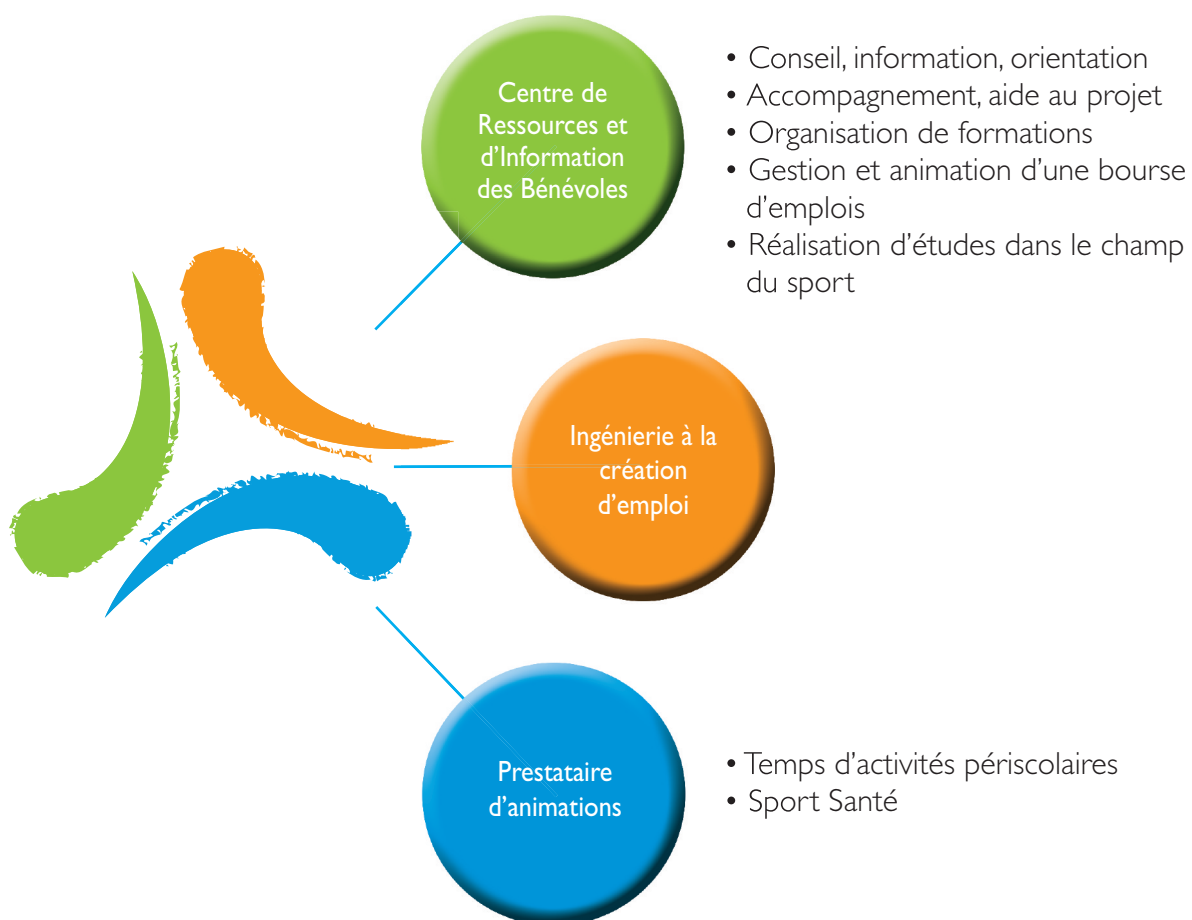 Centre de
Ressources et
d’Information
des Bénévoles
• Conseil, information, orientation
• Accompagnement, aide au projet
• Organisation de formations
• Gestion et animation d’une bourse
d’emplois
• Réalisation d’études dans le champ
du sport
Ingénierie à la
création
d’emploi
Prestataire
d’animations
• Temps d’activités périscolaires
• Sport Santé